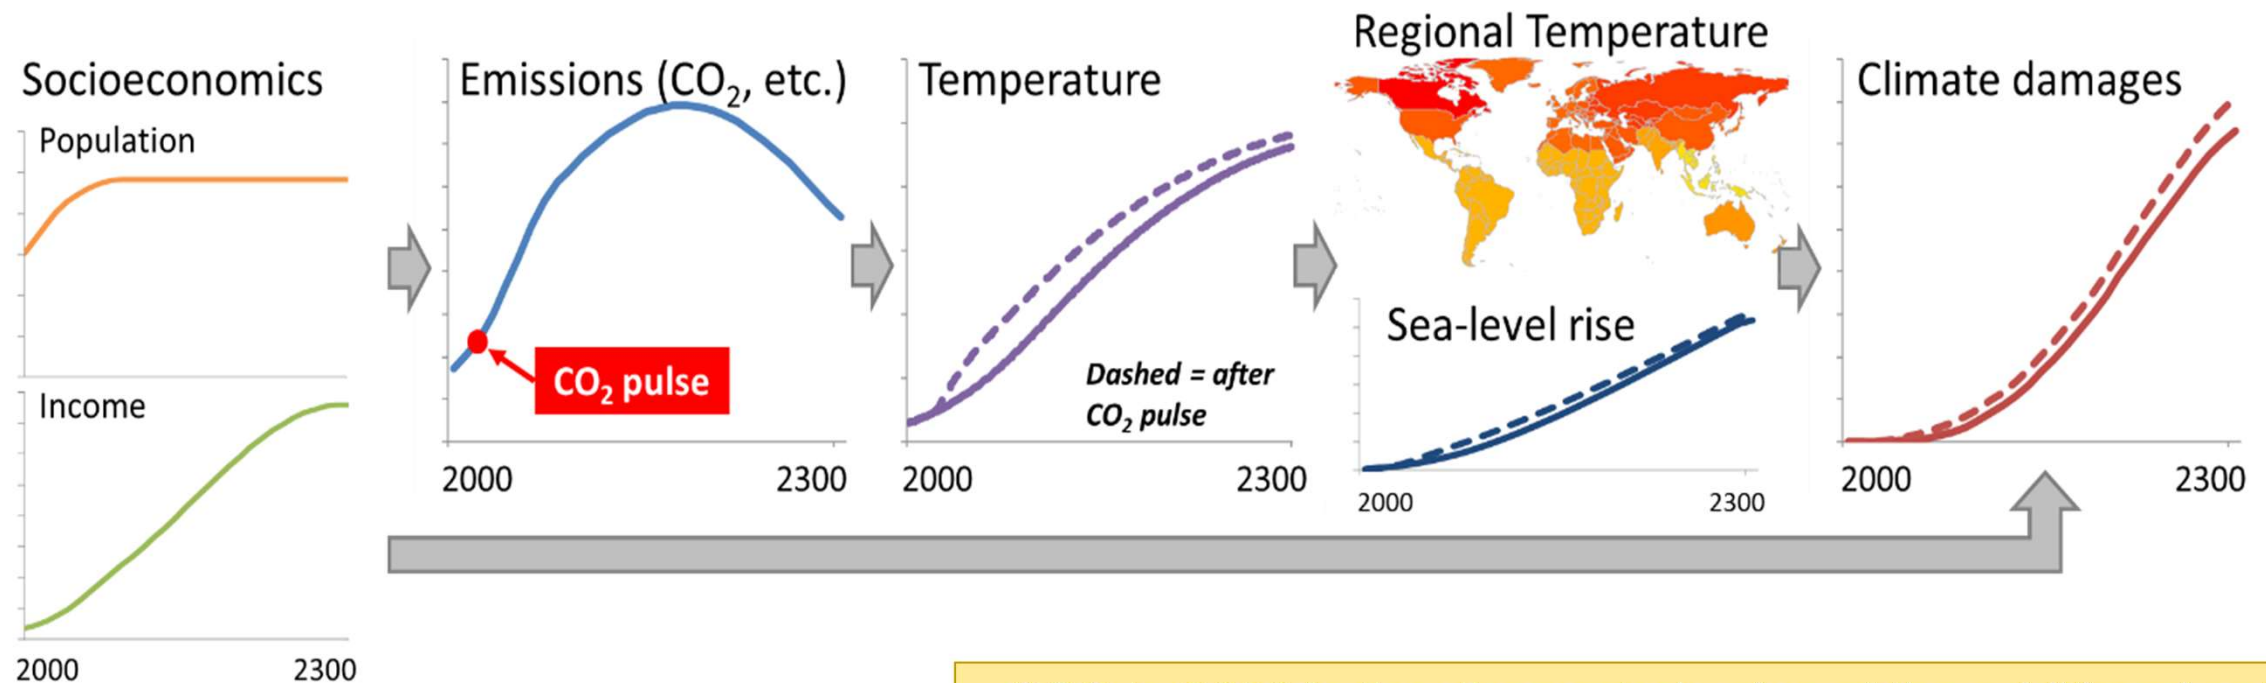 Socioeconomics
Population
Income
2000 2300
Emissions (CO₂, etc.)
CO₂ pulse
2000 2300
Temperature
Dashed = after
CO₂ pulse
2000 2300
Regional Temperature
Sea-level rise
2000 2300
Climate damages
2000 2300